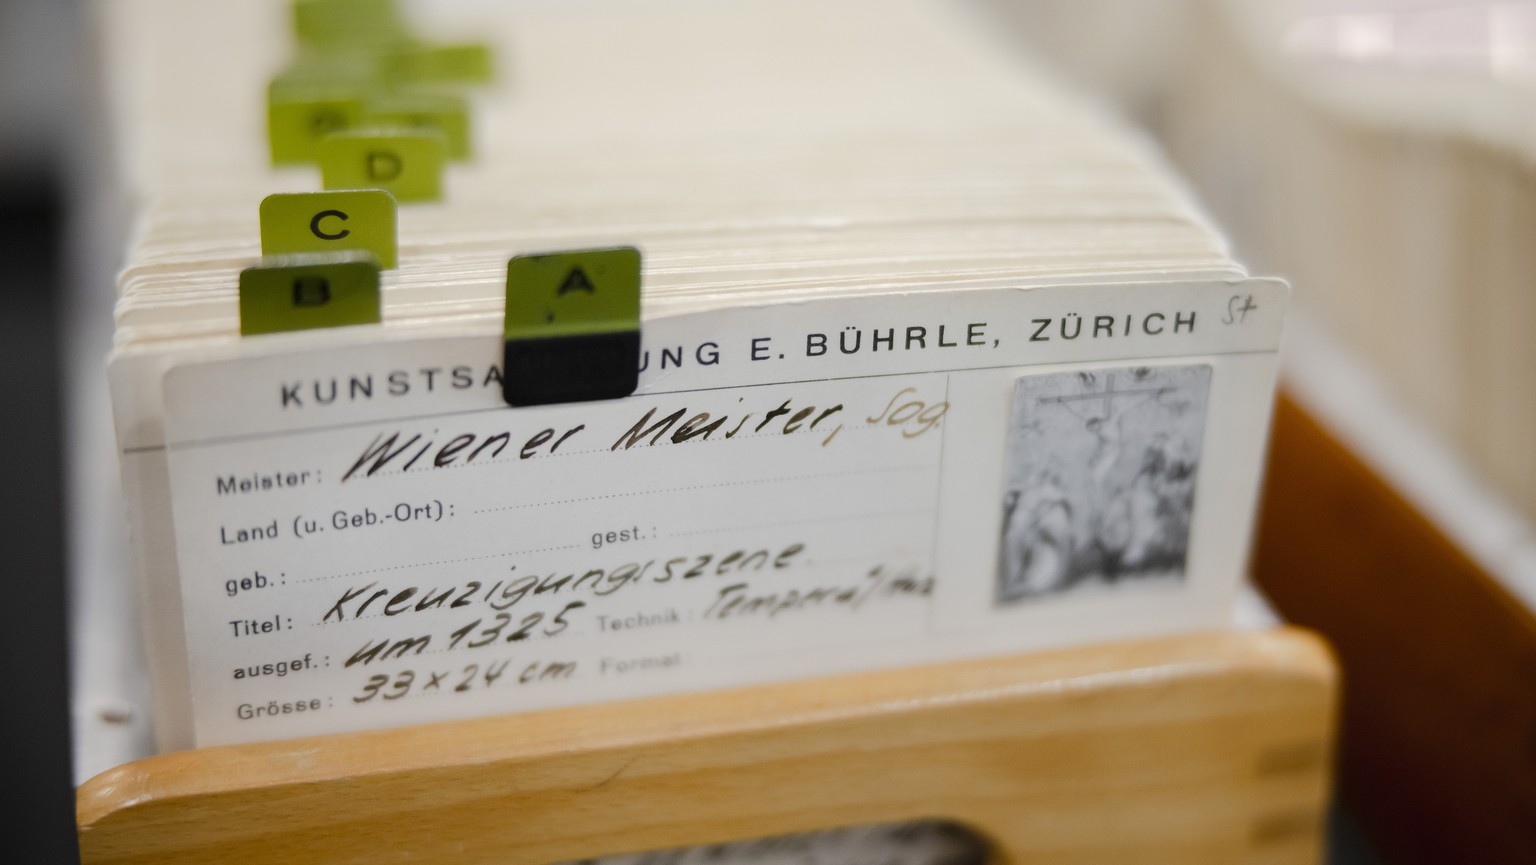 D
C
B
A
KUNSTSA UNG E. BÜHRLE, ZÜRICH St
Meister: Wiener Meister, Sog.
Land (u. Geb.-Ort):
geb.: gest.:
Titel: Kreuzigungsszene
ausgef.: um 1325 Technik: Tempera/
Grösse: 33 x 24 cm Format: